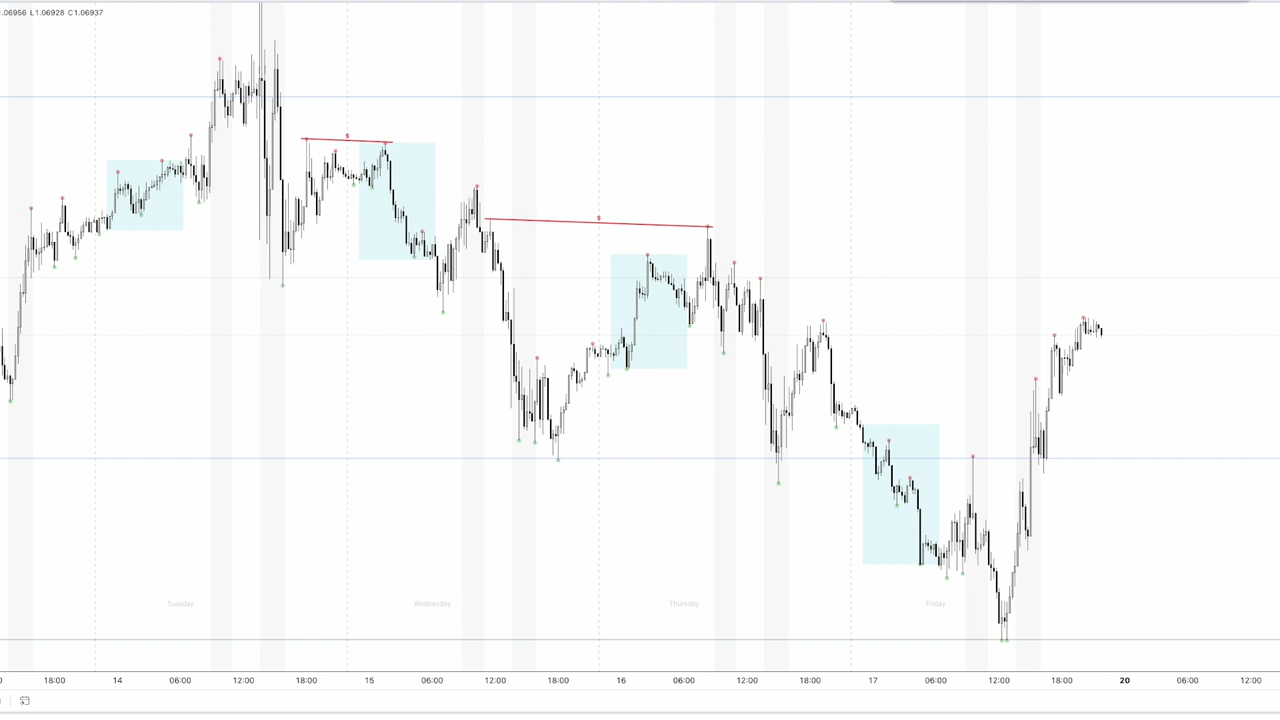 .06956 L1.06928 C1.06937
$
$
Tuesday Wednesday Thursday Friday
0 18:00 14 06:00 12:00 18:00 15 06:00 12:00 18:00 16 06:00 12:00 18:00 17 06:00 12:00 18:00 20 06:00 12:00